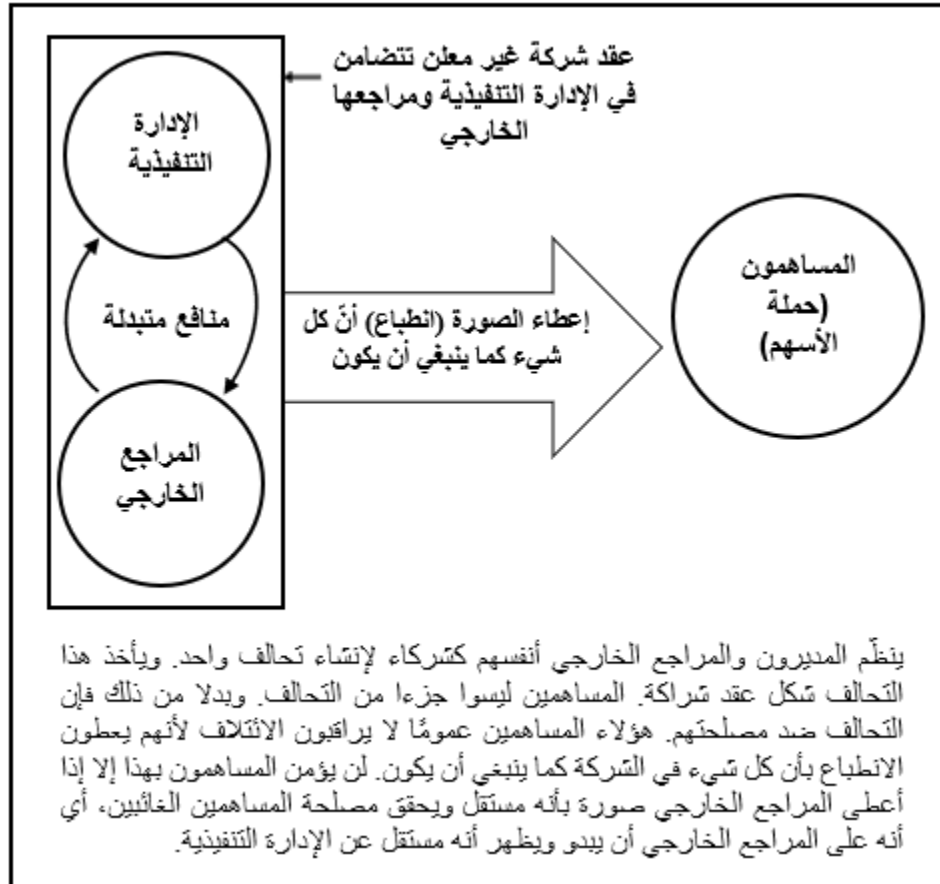 عقد شركة غير معلن تتضامن
في الإدارة التنفيذية ومراجعها
الخارجي
الإدارة
التنفيذية
منافع متبدلة
المراجع
الخارجي
إعطاء الصورة (انطباع) أنّ كل
شيء كما ينبغي أن يكون
المساهمون
(حملة
الأسهم)
ينظّم المديرون والمراجع الخارجي أنفسهم كشركاء لإنشاء تحالف واحد. ويأخذ هذا
التحالف شكل عقد شراكة. المساهمين ليسوا جزءا من التحالف. وبدلا من ذلك فإن
التحالف ضد مصلحتهم. هؤلاء المساهمين عمومًا لا يراقبون الائتلاف لأنهم يعطون
الانطباع بأن كل شيء في الشركة كما ينبغي أن يكون. لن يؤمن المساهمون بهذا إلا إذا
أعطى المراجع الخارجي صورة بأنه مستقل ويحقق مصلحة المساهمين الغائبين، أي
أنه على المراجع الخارجي أن يبدو ويظهر أنه مستقل عن الإدارة التنفيذية.